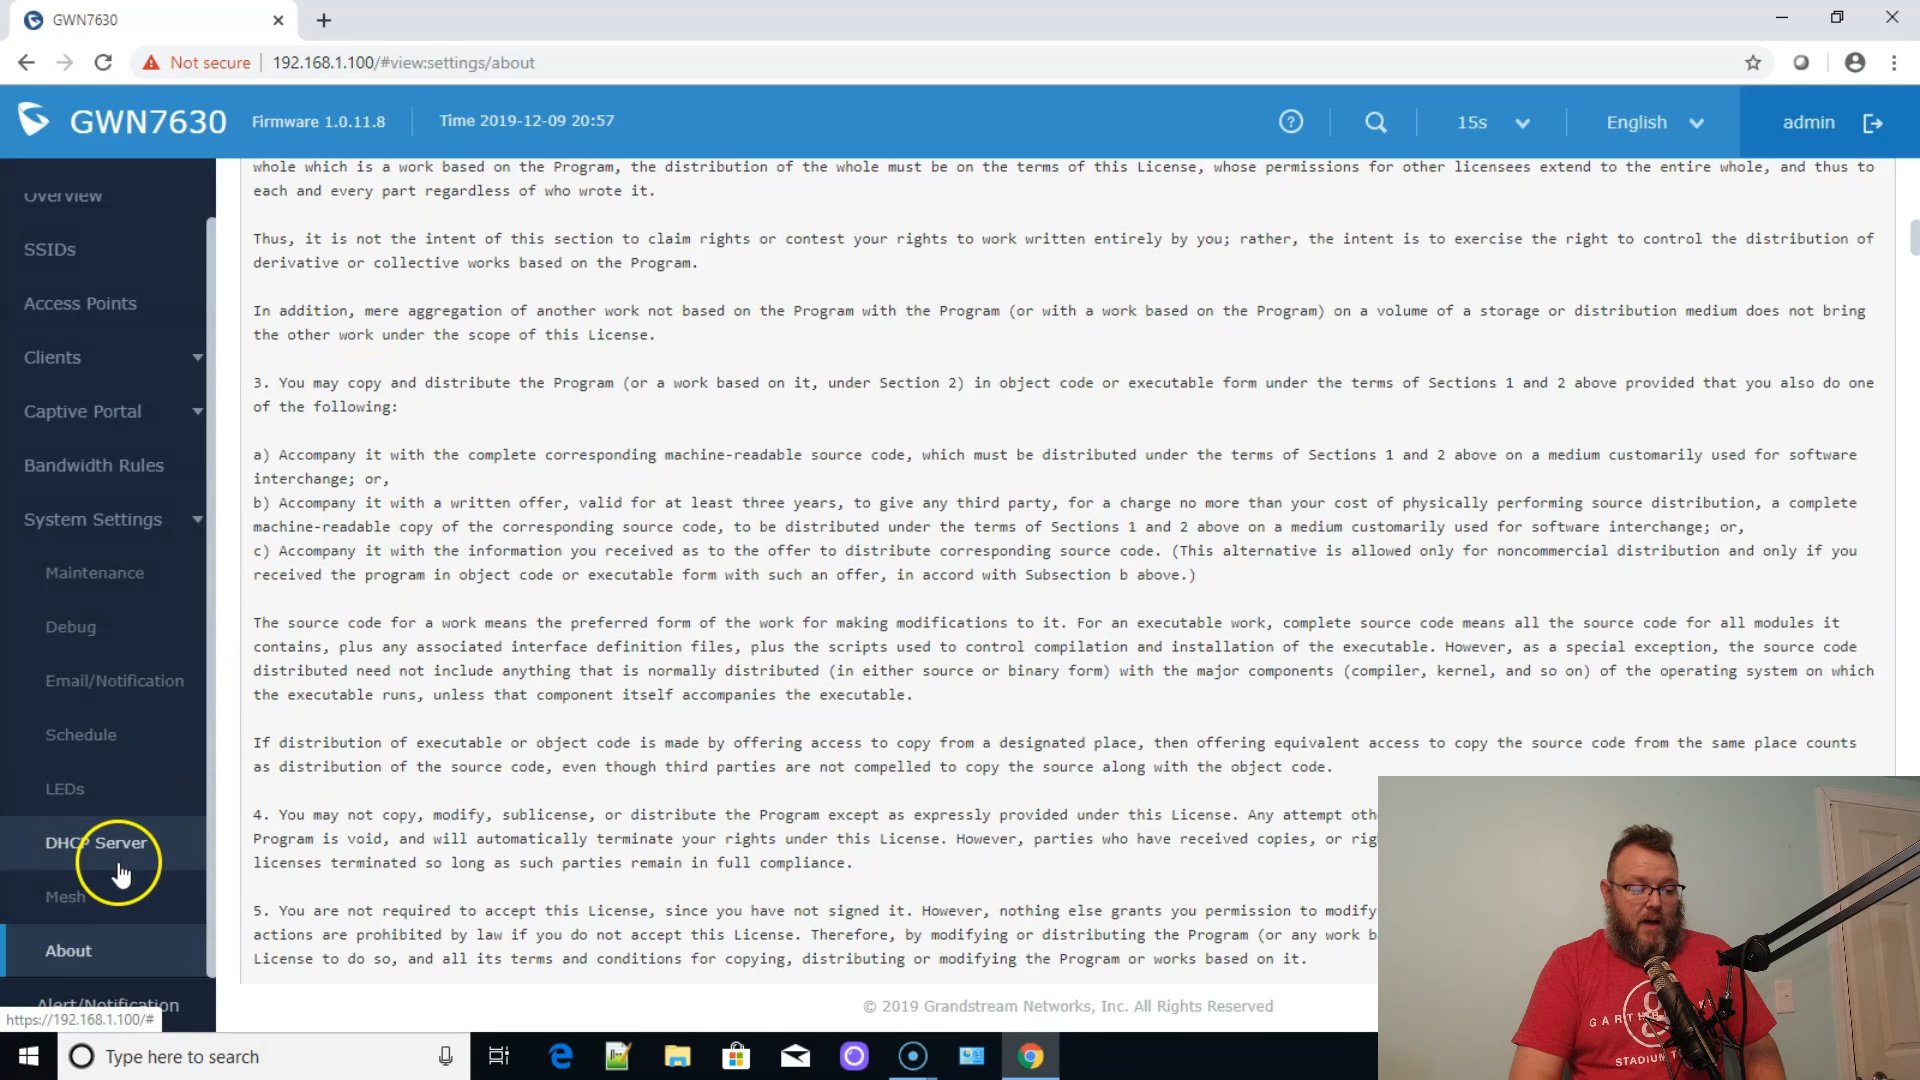 GWN7630
Not secure
192.168.1.100/#view:settings/about
GWN7630
Firmware 1.0.11.8
Time 2019-12-09 20:57
15s
English
admin
Overview
SSIDs
Access Points
Clients
Captive Portal
Bandwidth Rules
System Settings
Maintenance
Debug
Email/Notification
Schedule
LEDs
DHCP Server
Mesh
About
Alert/Notification
https://192.168.1.100/#
whole which is a work based on the Program, the distribution of the whole must be on the terms of this License, whose permissions for other licensees extend to the entire whole, and thus to
each and every part regardless of who wrote it.
Thus, it is not the intent of this section to claim rights or contest your rights to work written entirely by you; rather, the intent is to exercise the right to control the distribution of
derivative or collective works based on the Program.
In addition, mere aggregation of another work not based on the Program with the Program (or with a work based on the Program) on a volume of a storage or distribution medium does not bring
the other work under the scope of this License.
3. You may copy and distribute the Program (or a work based on it, under Section 2) in object code or executable form under the terms of Sections 1 and 2 above provided that you also do one
of the following:
a) Accompany it with the complete corresponding machine-readable source code, which must be distributed under the terms of Sections 1 and 2 above on a medium customarily used for software
interchange; or,
b) Accompany it with a written offer, valid for at least three years, to give any third party, for a charge no more than your cost of physically performing source distribution, a complete
machine-readable copy of the corresponding source code, to be distributed under the terms of Sections 1 and 2 above on a medium customarily used for software interchange; or,
c) Accompany it with the information you received as to the offer to distribute corresponding source code. (This alternative is allowed only for noncommercial distribution and only if you
received the program in object code or executable form with such an offer, in accord with Subsection b above.)
The source code for a work means the preferred form of the work for making modifications to it. For an executable work, complete source code means all the source code for all modules it
contains, plus any associated interface definition files, plus the scripts used to control compilation and installation of the executable. However, as a special exception, the source code
distributed need not include anything that is normally distributed (in either source or binary form) with the major components (compiler, kernel, and so on) of the operating system on which
the executable runs, unless that component itself accompanies the executable.
If distribution of executable or object code is made by offering access to copy from a designated place, then offering equivalent access to copy the source code from the same place counts
as distribution of the source code, even though third parties are not compelled to copy the source along with the object code.
4. You may not copy, modify, sublicense, or distribute the Program except as expressly provided under this License. Any attempt oth
Program is void, and will automatically terminate your rights under this License. However, parties who have received copies, or rig
licenses terminated so long as such parties remain in full compliance.
5. You are not required to accept this License, since you have not signed it. However, nothing else grants you permission to modify
actions are prohibited by law if you do not accept this License. Therefore, by modifying or distributing the Program (or any work b
License to do so, and all its terms and conditions for copying, distributing or modifying the Program or works based on it.
© 2019 Grandstream Networks, Inc. All Rights Reserved
GARTH B
STADIUM T
Type here to search